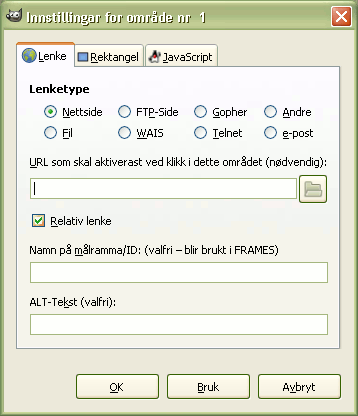 Innstillingar for område nr 1
Lenke Rektangel JavaScript
Lenketype
Nettside FTP-Side Gopher Andre
Fil WAIS Telnet e-post
URL som skal aktiverast ved klikk i dette området (nødvendig):
Relativ lenke
Namn på målramma/ID: (valfri – blir brukt i FRAMES)
ALT-Tekst (valfri):
OK Bruk Avbryt